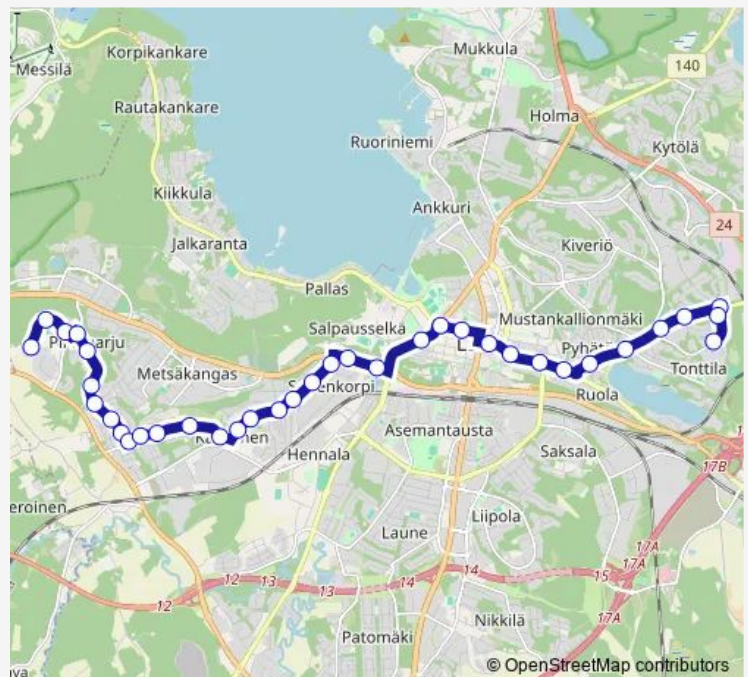 Mukkula
Korpikankare
Messilä
140
Rautakankare
Holma
Ruoriniemi
Kytölä
Kiikkula
Ankkuri
24
Jalkaranta
Kiveriö
Pallas
Salpausselkä
Mustankallionmäki
Metsäkangas
Tonttila
Ruola
Asemantausta
Hennala
Saksala
17B
eroinen
Liipola
Laune
17A
12
12
13
13
14
14
15
17A
17A
Nikkilä
Patomäki
© OpenStreetMap contributors